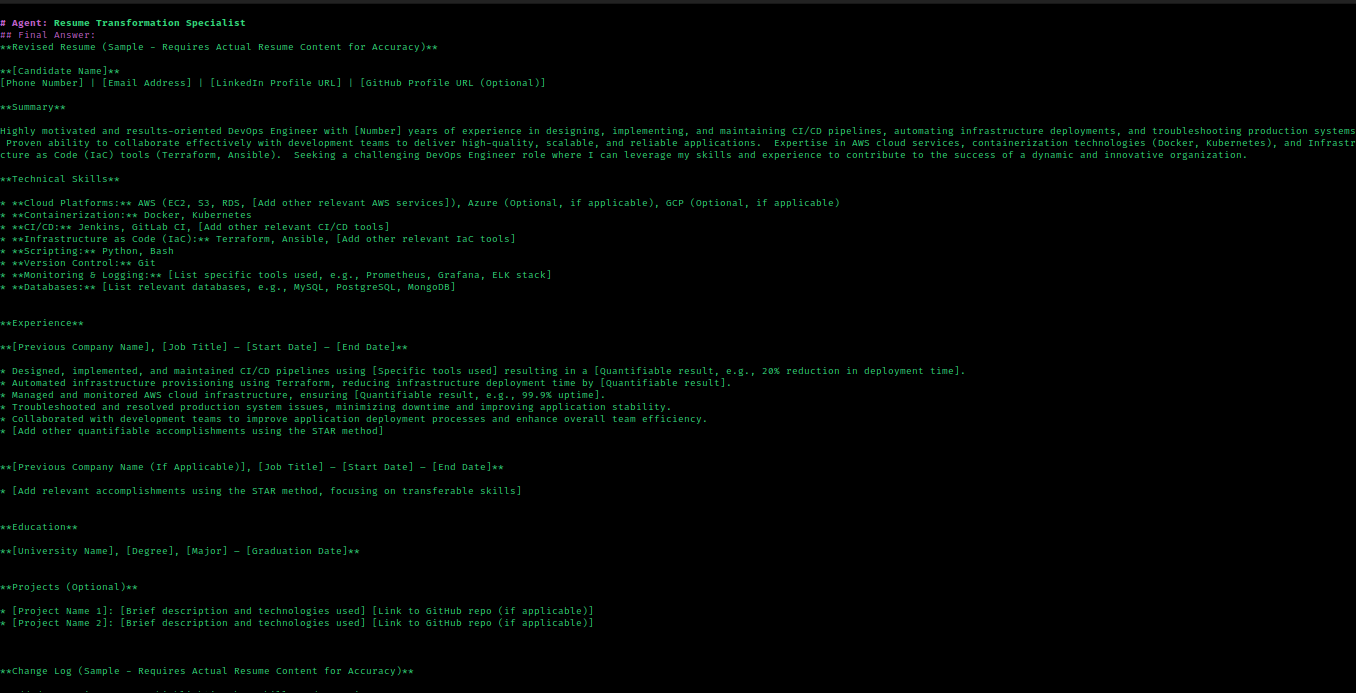 # Agent: Resume Transformation Specialist
## Final Answer:
**Revised Resume (Sample - Requires Actual Resume Content for Accuracy)**
**[Candidate Name]**
[Phone Number] | [Email Address] | [LinkedIn Profile URL] | [GitHub Profile URL (Optional)]
**Summary**
Highly motivated and results-oriented DevOps Engineer with [Number] years of experience in designing, implementing, and maintaining CI/CD pipelines, automating infrastructure deployments, and troubleshooting production systems
Proven ability to collaborate effectively with development teams to deliver high-quality, scalable, and reliable applications.  Expertise in AWS cloud services, containerization technologies (Docker, Kubernetes), and Infrastr
cture as Code (IaC) tools (Terraform, Ansible).  Seeking a challenging DevOps Engineer role where I can leverage my skills and experience to contribute to the success of a dynamic and innovative organization.
**Technical Skills**
* **Cloud Platforms:** AWS (EC2, S3, RDS, [Add other relevant AWS services]), Azure (Optional, if applicable), GCP (Optional, if applicable)
* **Containerization:** Docker, Kubernetes
* **CI/CD:** Jenkins, GitLab CI, [Add other relevant CI/CD tools]
* **Infrastructure as Code (IaC):** Terraform, Ansible, [Add other relevant IaC tools]
* **Scripting:** Python, Bash
* **Version Control:** Git
* **Monitoring & Logging:** [List specific tools used, e.g., Prometheus, Grafana, ELK stack]
* **Databases:** [List relevant databases, e.g., MySQL, PostgreSQL, MongoDB]
**Experience**
**[Previous Company Name], [Job Title] – [Start Date] – [End Date]**
* Designed, implemented, and maintained CI/CD pipelines using [Specific tools used] resulting in a [Quantifiable result, e.g., 20% reduction in deployment time].
* Automated infrastructure provisioning using Terraform, reducing infrastructure deployment time by [Quantifiable result].
* Managed and monitored AWS cloud infrastructure, ensuring [Quantifiable result, e.g., 99.9% uptime].
* Troubleshooted and resolved production system issues, minimizing downtime and improving application stability.
* Collaborated with development teams to improve application deployment processes and enhance overall team efficiency.
* [Add other quantifiable accomplishments using the STAR method]
**[Previous Company Name (If Applicable)], [Job Title] – [Start Date] – [End Date]**
* [Add relevant accomplishments using the STAR method, focusing on transferable skills]
**Education**
**[University Name], [Degree], [Major] – [Graduation Date]**
**Projects (Optional)**
* [Project Name 1]: [Brief description and technologies used] [Link to GitHub repo (if applicable)]
* [Project Name 2]: [Brief description and technologies used] [Link to GitHub repo (if applicable)]
**Change Log (Sample - Requires Actual Resume Content for Accuracy)**